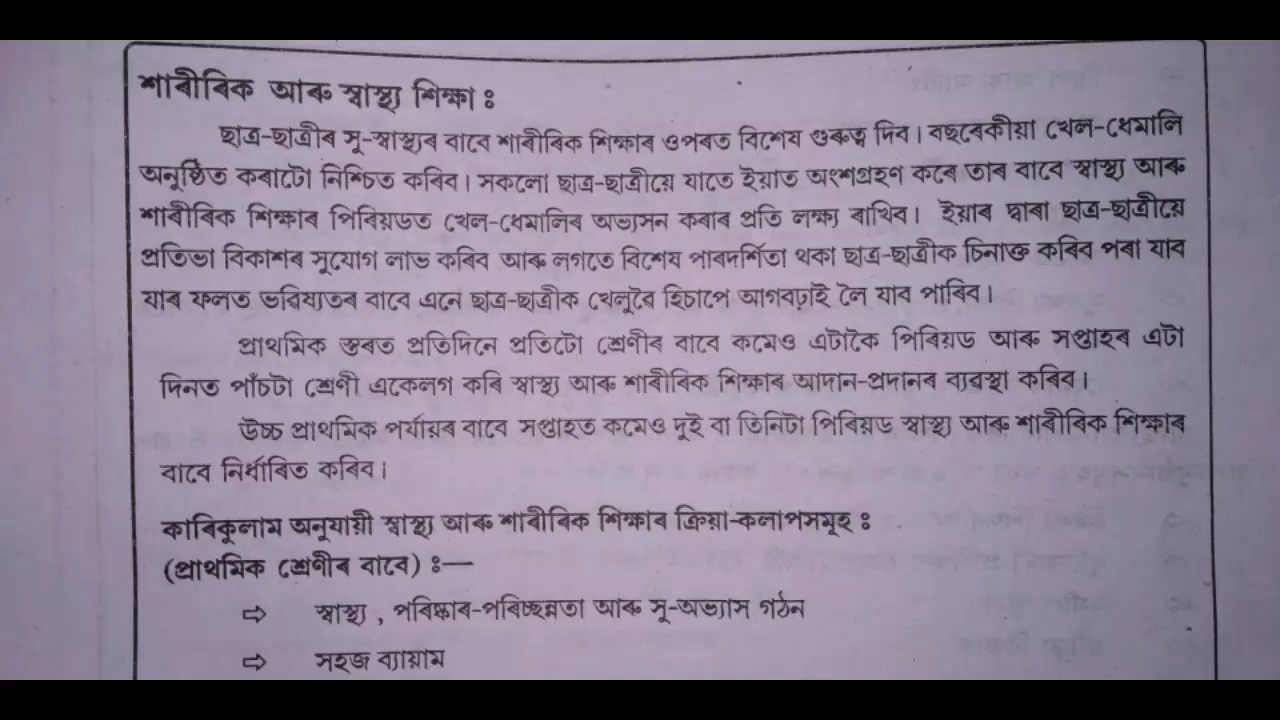 শাৰীৰিক আৰু স্বাস্থ্য শিক্ষা :
ছাত্ৰ-ছাত্ৰীৰ সু-স্বাস্থ্যৰ বাবে শাৰীৰিক শিক্ষাৰ ওপৰত বিশেষ গুৰুত্ব দিব। বছৰেকীয়া খেল-ধেমালি
অনুষ্ঠিত কৰাটো নিশ্চিত কৰিব। সকলো ছাত্ৰ-ছাত্ৰীয়ে যাতে ইয়াত অংশগ্ৰহণ কৰে তাৰ বাবে স্বাস্থ্য আৰু
শাৰীৰিক শিক্ষাৰ পিৰিয়ডত খেল-ধেমালিৰ অভ্যসন কৰাৰ প্ৰতি লক্ষ্য ৰাখিব। ইয়াৰ দ্বাৰা ছাত্ৰ-ছাত্ৰীয়ে
প্ৰতিভা বিকাশৰ সুযোগ লাভ কৰিব আৰু লগতে বিশেষ পাৰদৰ্শিতা থকা ছাত্ৰ-ছাত্ৰীক চিনাক্ত কৰিব পৰা যাব
যাৰ ফলত ভৱিষ্যতৰ বাবে এনে ছাত্ৰ-ছাত্ৰীক খেলুৱৈ হিচাপে আগবঢ়াই লৈ যাব পাৰিব।
প্ৰাথমিক স্তৰত প্ৰতিদিনে প্ৰতিটো শ্ৰেণীৰ বাবে কমেও এটাকৈ পিৰিয়ড আৰু সপ্তাহৰ এটা
দিনত পাঁচটা শ্ৰেণী একেলগ কৰি স্বাস্থ্য আৰু শাৰীৰিক শিক্ষাৰ আদান-প্ৰদানৰ ব্যৱস্থা কৰিব।
উচ্চ প্ৰাথমিক পৰ্যায়ৰ বাবে সপ্তাহত কমেও দুই বা তিনিটা পিৰিয়ড স্বাস্থ্য আৰু শাৰীৰিক শিক্ষাৰ
বাবে নিৰ্ধাৰিত কৰিব।
কাৰিকুলাম অনুযায়ী স্বাস্থ্য আৰু শাৰীৰিক শিক্ষাৰ ক্ৰিয়া-কলাপসমূহ :
(প্ৰাথমিক শ্ৰেণীৰ বাবে) :—
⇨ স্বাস্থ্য , পৰিষ্কাৰ-পৰিচ্ছন্নতা আৰু সু-অভ্যাস গঠন
⇨ সহজ ব্যায়াম